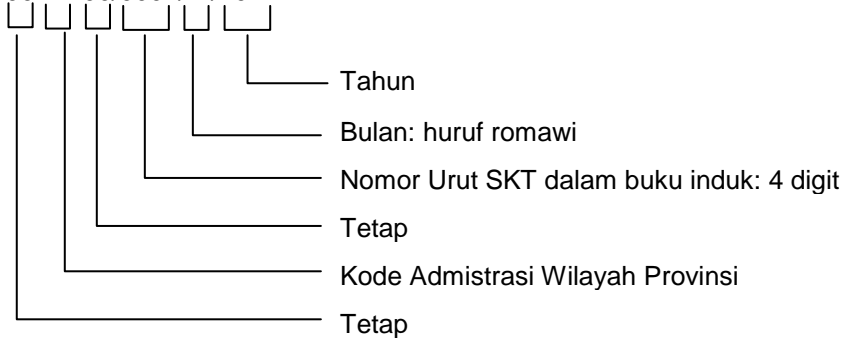 Tahun
Bulan: huruf romawi
Nomor Urut SKT dalam buku induk: 4 digit
Tetap
Kode Admistrasi Wilayah Provinsi
Tetap